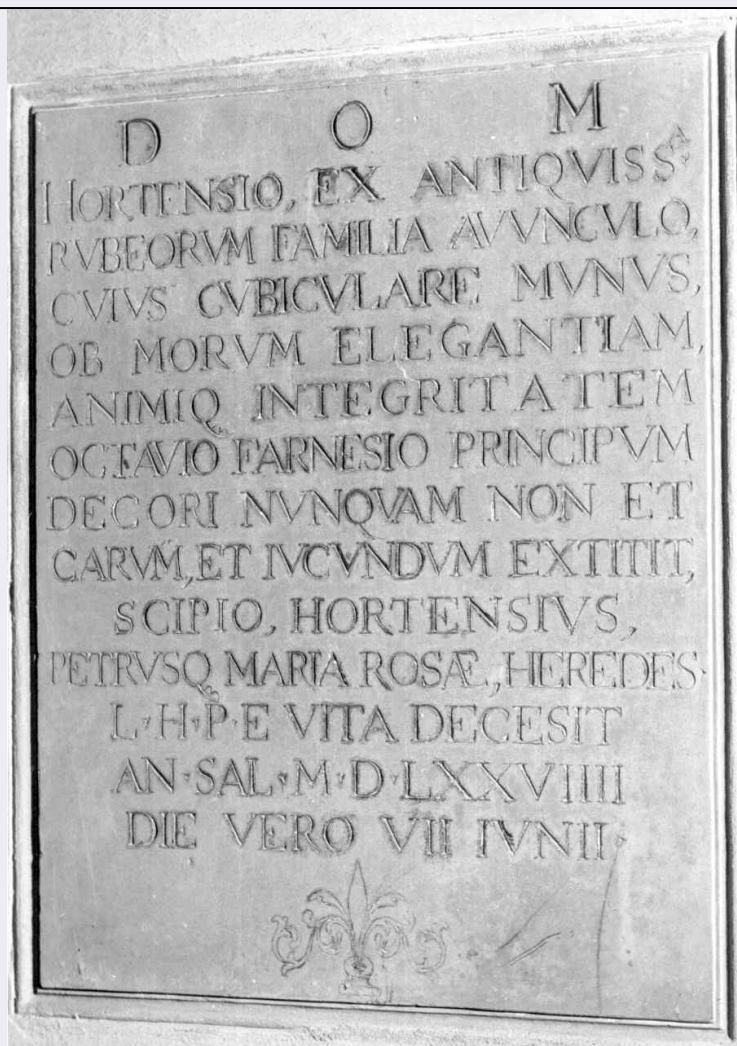 D O M
HORTENSIO, EX ANTIQVISSᴬ
RVBEORVM FAMILIA AVVNCVLO,
CVIVS CVBICVLARE MVNVS,
OB MORVM ELEGANTIAM,
ANIMIQ INTEGRITATEM
OCTAVIO FARNESIO PRINCIPVM
DECORI NVNQVAM NON ET
CARVM, ET IVCVNDVM EXTITIT,
SCIPIO, HORTENSIVS,
PETRVSQ MARIA ROSÆ, HEREDES·
L·H·P·E VITA DECESIT
AN·SAL·M·D·LXXVIIII
DIE VERO VII IVNII·